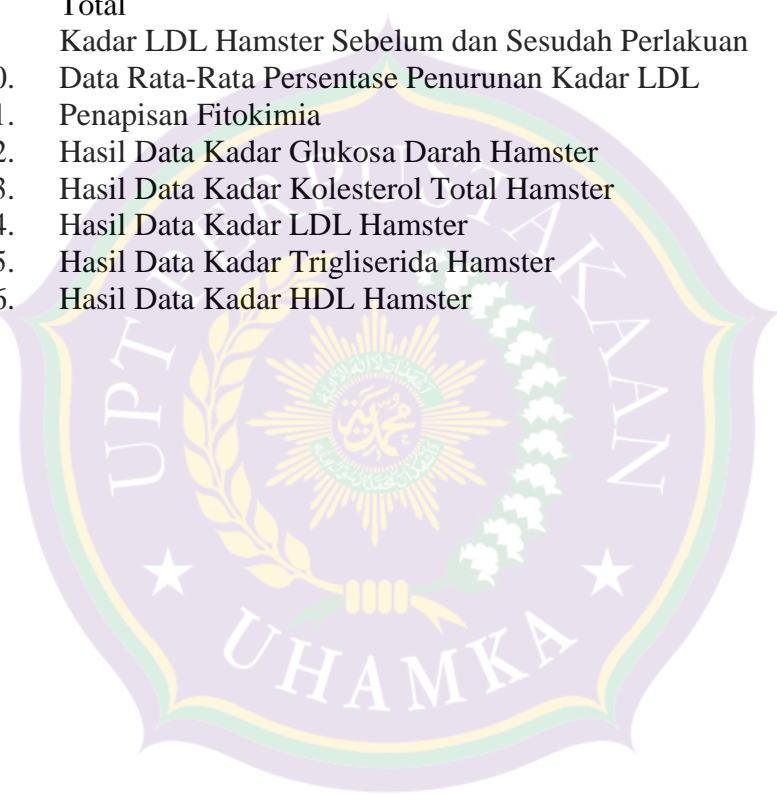 Total
Kadar LDL Hamster Sebelum dan Sesudah Perlakuan
0. Data Rata-Rata Persentase Penurunan Kadar LDL
1. Penapisan Fitokimia
2. Hasil Data Kadar Glukosa Darah Hamster
3. Hasil Data Kadar Kolesterol Total Hamster
4. Hasil Data Kadar LDL Hamster
5. Hasil Data Kadar Trigliserida Hamster
6. Hasil Data Kadar HDL Hamster
UPT PERPUSTAKAAN
UHAMKA